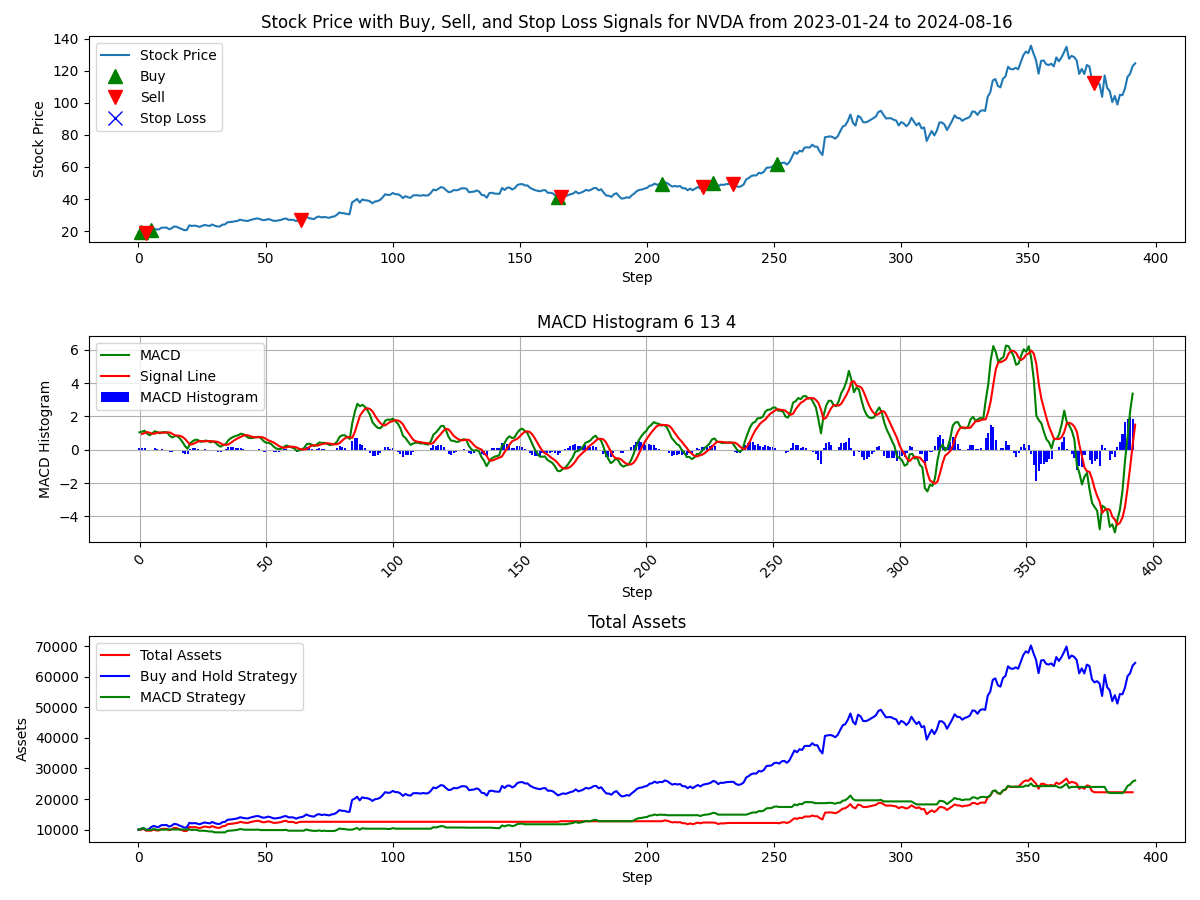 Stock Price with Buy, Sell, and Stop Loss Signals for NVDA from 2023-01-24 to 2024-08-16
140
120
100
80
60
40
20
Stock Price
Stock Price
Buy
Sell
Stop Loss
0 50 100 150 200 250 300 350 400
Step
MACD Histogram 6 13 4
6
4
2
0
−2
−4
MACD Histogram
MACD
Signal Line
MACD Histogram
0 50 100 150 200 250 300 350 400
Step
Total Assets
70000
60000
50000
40000
30000
20000
10000
Assets
Total Assets
Buy and Hold Strategy
MACD Strategy
0 50 100 150 200 250 300 350 400
Step